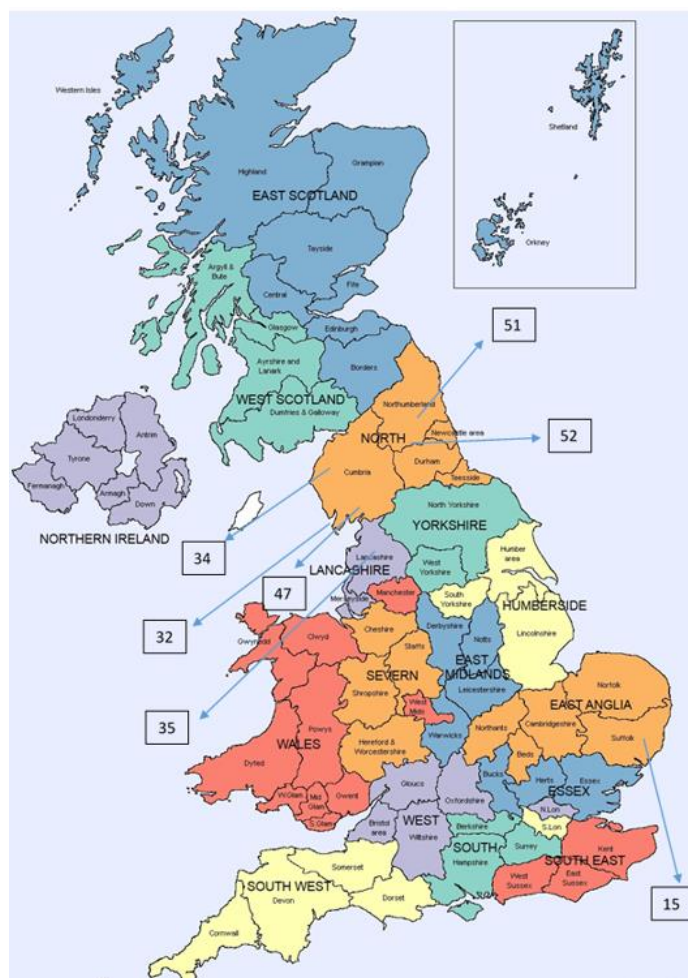 Western Isles
Shetland
Orkney
Highland
Grampian
EAST SCOTLAND
Tayside
Argyll &
Bute
Central
Fife
Glasgow
Edinburgh
51
Ayrshire and
Lanark
Borders
WEST SCOTLAND
Dumfries & Galloway
Northumberland
Londonderry
Antrim
NORTH
Newcastle area
52
Tyrone
Durham
Cumbria
Teesside
Fermanagh
Armagh
Down
North Yorkshire
YORKSHIRE
NORTHERN IRELAND
34
Lancashire
LANCASHIRE
West
Yorkshire
Humber
area
47
Merseyside
Manchester
South
Yorkshire
HUMBERSIDE
Gwynedd
Clwyd
Cheshire
Derbyshire
Notts
Lincolnshire
32
Staffs
EAST
MIDLANDS
SEVERN
Leicestershire
Norfolk
Shropshire
EAST ANGLIA
35
West
Mids
Powys
WALES
Northants
Cambridgeshire
Suffolk
Warwicks
Hereford &
Worcestershire
Beds
Dyfed
Bucks
Herts
Essex
W.Glam
Mid
Glam
Gwent
Gloucs
Oxfordshire
ESSEX
S.Glam
N.Lon
Bristol
area
WEST
Wiltshire
Berkshire
S.Lon
SOUTH
Surrey
Kent
SOUTH EAST
Somerset
Hampshire
West
Sussex
East
Sussex
SOUTH WEST
Devon
Dorset
15
Cornwall